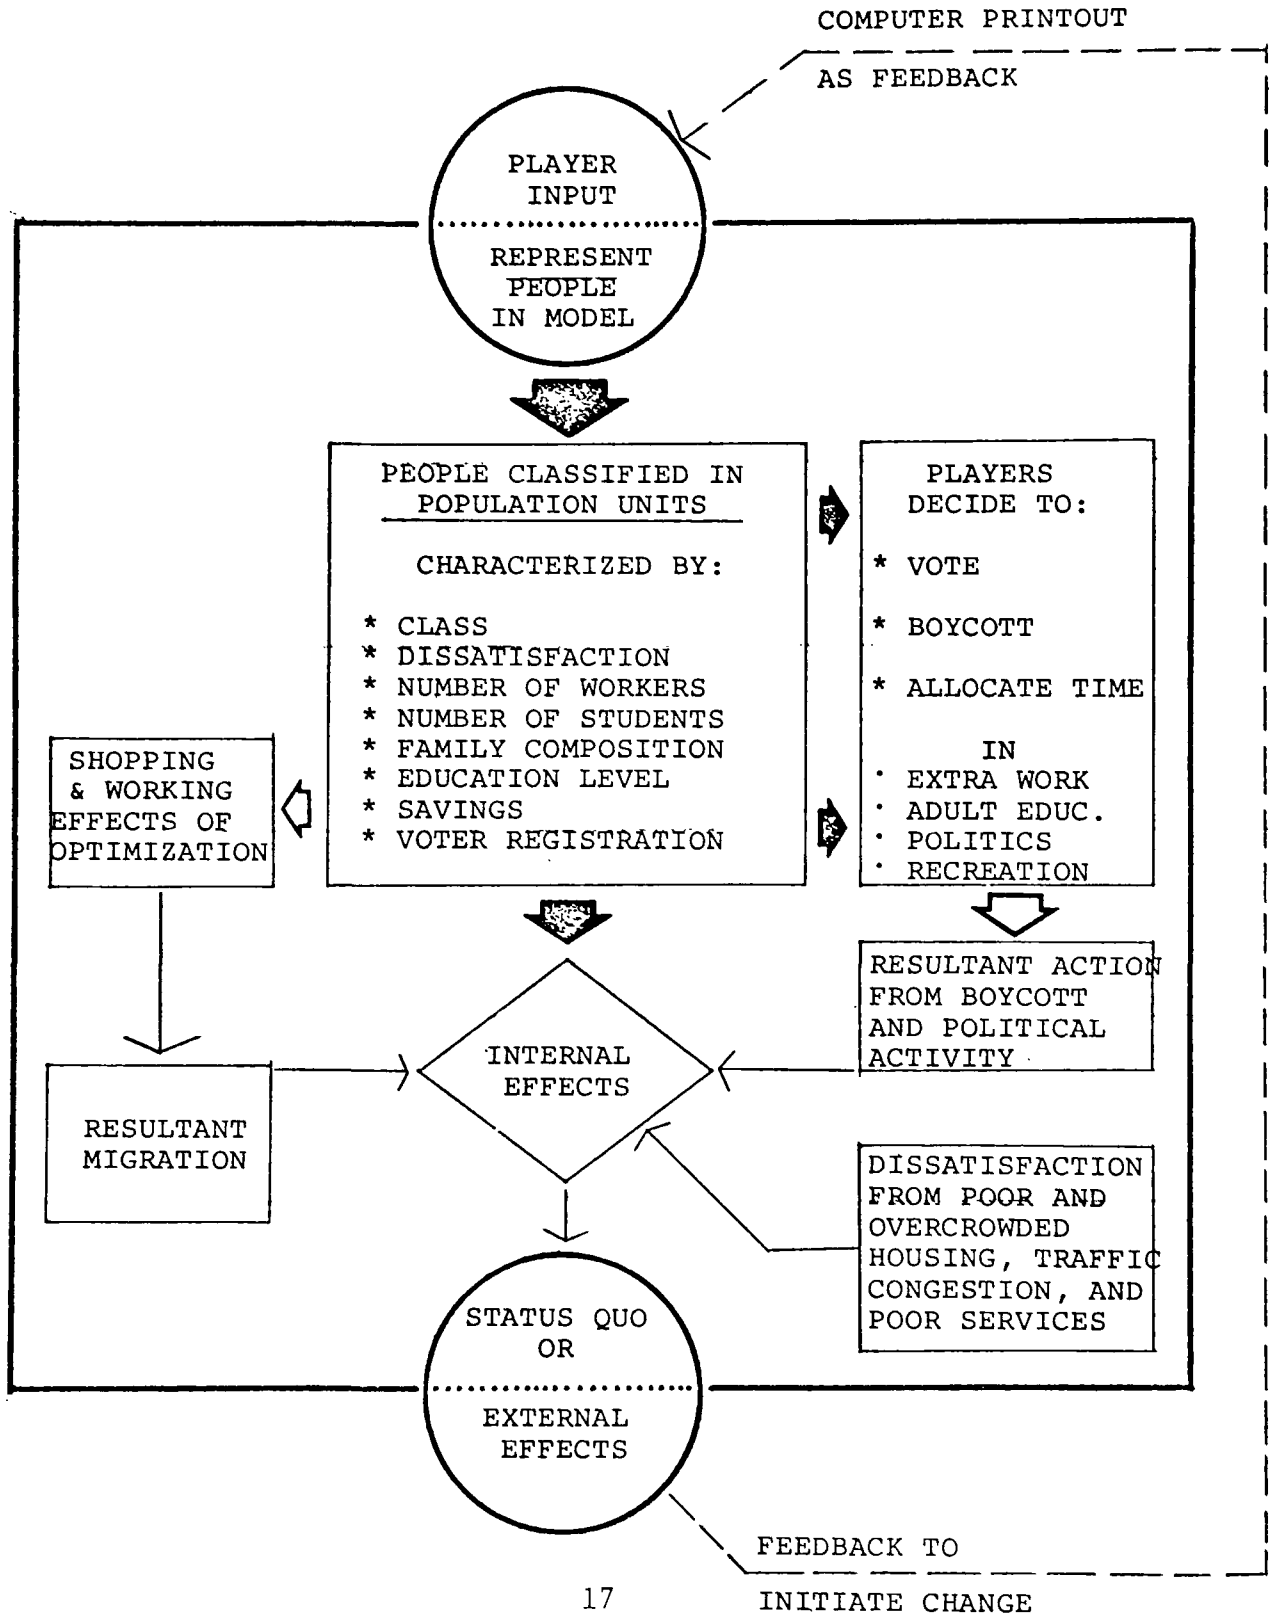 COMPUTER PRINTOUT
AS FEEDBACK
PLAYER
INPUT
REPRESENT
PEOPLE
IN MODEL
PEOPLE CLASSIFIED IN
POPULATION UNITS
CHARACTERIZED BY:
* CLASS
* DISSATISFACTION
* NUMBER OF WORKERS
* NUMBER OF STUDENTS
* FAMILY COMPOSITION
* EDUCATION LEVEL
* SAVINGS
* VOTER REGISTRATION
PLAYERS
DECIDE TO:
* VOTE
* BOYCOTT
* ALLOCATE TIME
IN
· EXTRA WORK
· ADULT EDUC.
· POLITICS
· RECREATION
SHOPPING
& WORKING
EFFECTS OF
OPTIMIZATION
RESULTANT ACTION
FROM BOYCOTT
AND POLITICAL
ACTIVITY
INTERNAL
EFFECTS
RESULTANT
MIGRATION
DISSATISFACTION
FROM POOR AND
OVERCROWDED
HOUSING, TRAFFIC
CONGESTION, AND
POOR SERVICES
STATUS QUO
OR
EXTERNAL
EFFECTS
FEEDBACK TO
INITIATE CHANGE
17